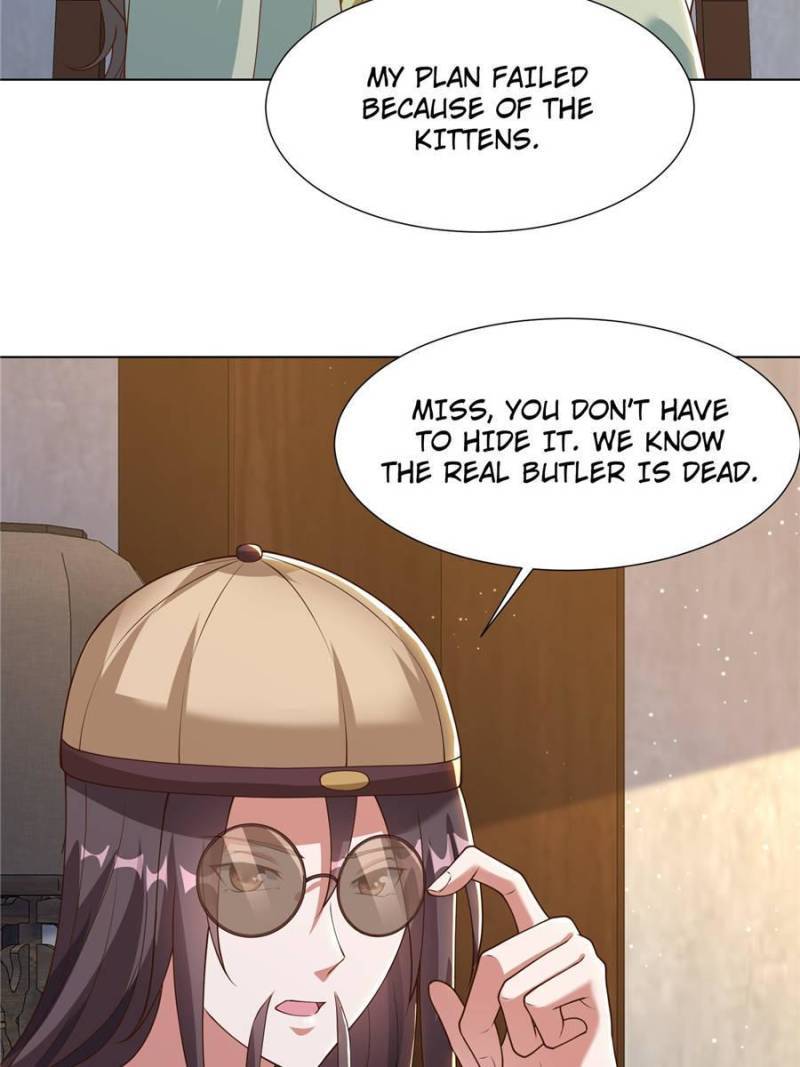 MY PLAN FAILED
BECAUSE OF THE
KITTENS.
MISS, YOU DON'T HAVE
TO HIDE IT. WE KNOW
THE REAL BUTLER IS DEAD.